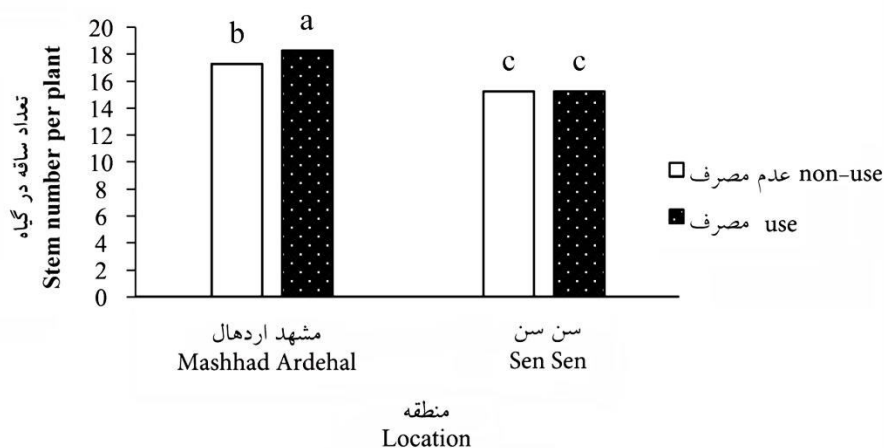 تعداد ساقه در گیاه
Stem number per plant
20
18
16
14
12
10
8
6
4
2
0
b
a
c
c
مشهد اردهال
Mashhad Ardehal
سن سن
Sen Sen
منطقه
Location
عدم مصرف non-use
مصرف use